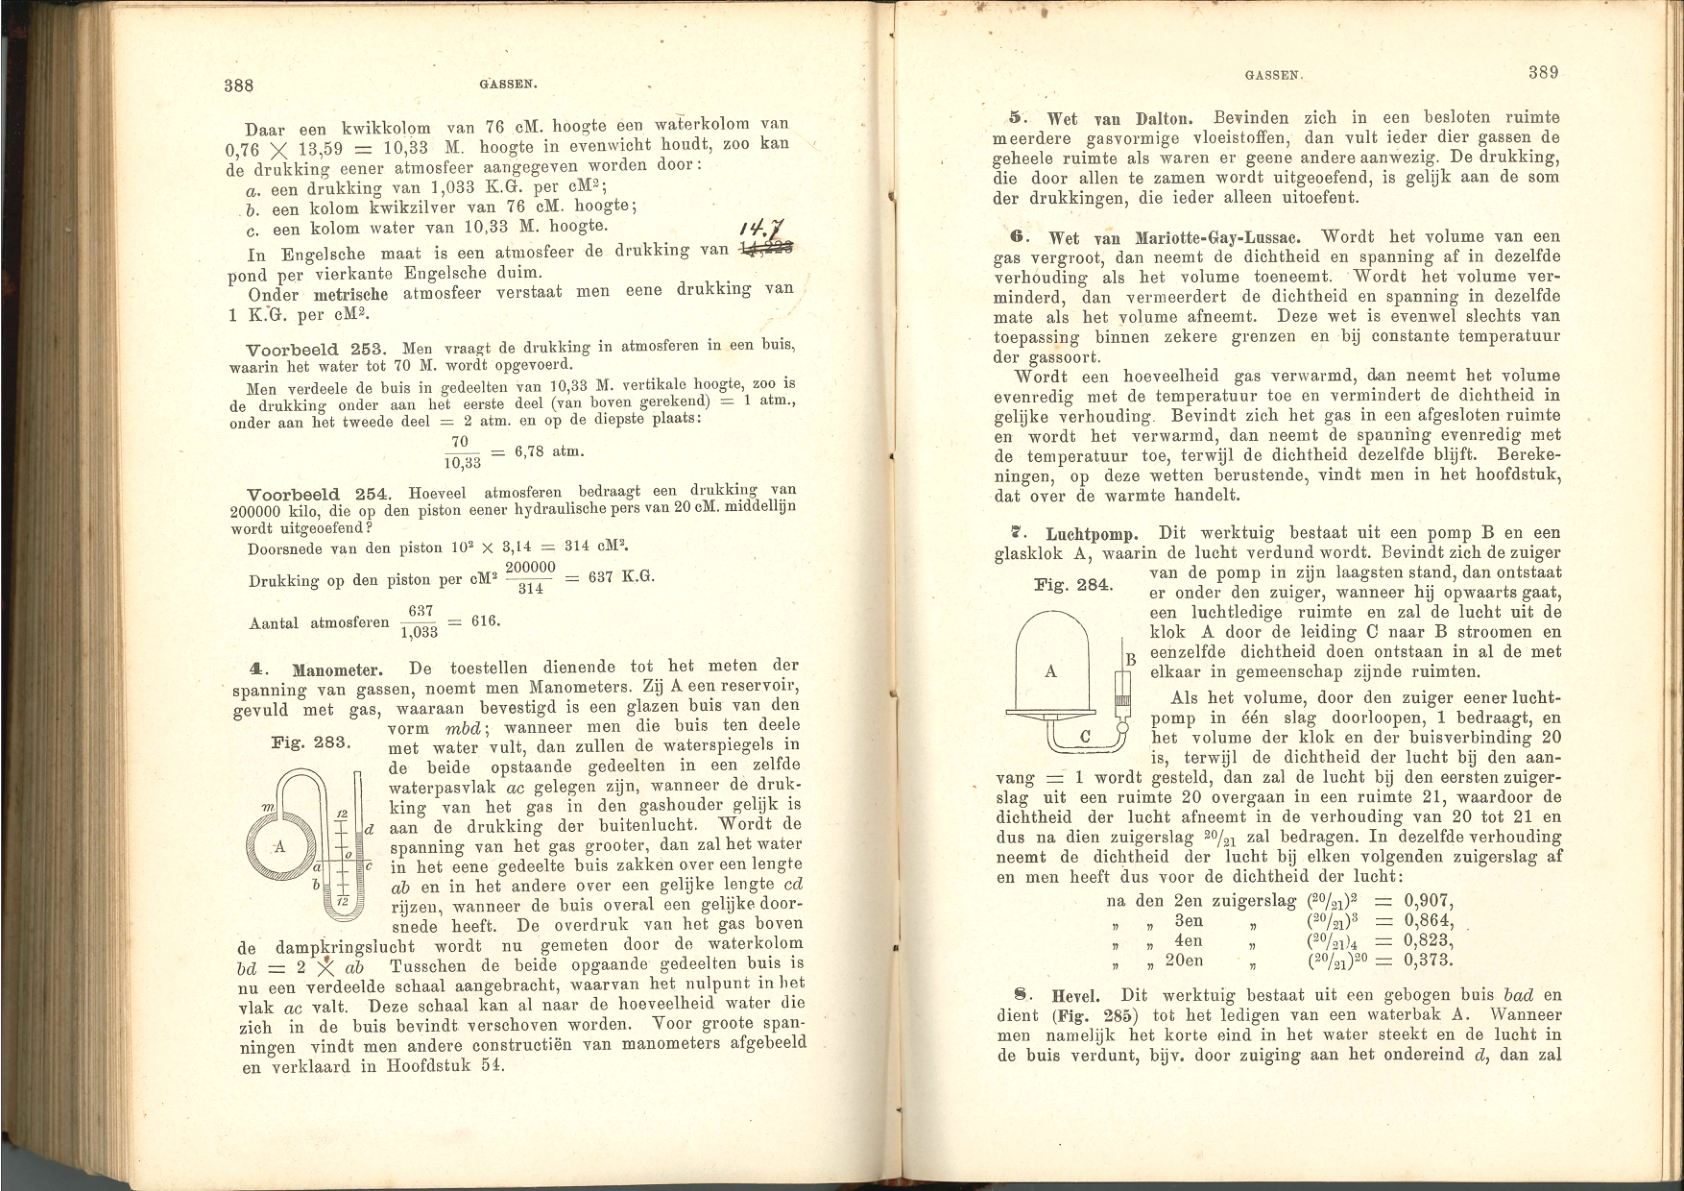 388
GASSEN.
Daar een kwikkolom van 76 cM. hoogte een waterkolom van
0,76 × 13,59 = 10,33 M. hoogte in evenwicht houdt, zoo kan
de drukking eener atmosfeer aangegeven worden door:
a. een drukking van 1,033 K.G. per cM²;
b. een kolom kwikzilver van 76 cM. hoogte;
c. een kolom water van 10,33 M. hoogte.
14.7
In Engelsche maat is een atmosfeer de drukking van 14,223
pond per vierkante Engelsche duim.
Onder metrische atmosfeer verstaat men eene drukking van
1 K.G. per cM².
Voorbeeld 253. Men vraagt de drukking in atmosferen in een buis,
waarin het water tot 70 M. wordt opgevoerd.
Men verdeele de buis in gedeelten van 10,33 M. vertikale hoogte, zoo is
de drukking onder aan het eerste deel (van boven gerekend) = 1 atm.,
onder aan het tweede deel = 2 atm. en op de diepste plaats:
70
10,33 = 6,78 atm.
Voorbeeld 254. Hoeveel atmosferen bedraagt een drukking van
200000 kilo, die op den piston eener hydraulische pers van 20 cM. middellijn
wordt uitgeoefend?
Doorsnede van den piston 10² × 3,14 = 314 cM².
Drukking op den piston per cM² 200000/314 = 637 K.G.
Aantal atmosferen 637/1,033 = 616.
4. Manometer. De toestellen dienende tot het meten der
spanning van gassen, noemt men Manometers. Zij A een reservoir,
gevuld met gas, waaraan bevestigd is een glazen buis van den
vorm mbd; wanneer men die buis ten deele
met water vult, dan zullen de waterspiegels in
de beide opstaande gedeelten in een zelfde
waterpasvlak ac gelegen zijn, wanneer de druk-
king van het gas in den gashouder gelijk is
aan de drukking der buitenlucht. Wordt de
spanning van het gas grooter, dan zal het water
in het eene gedeelte buis zakken over een lengte
ab en in het andere over een gelijke lengte cd
rijzen, wanneer de buis overal een gelijke door-
snede heeft. De overdruk van het gas boven
Fig. 283.
m
12
d
A
o
a
c
b
12
de dampkringslucht wordt nu gemeten door de waterkolom
bd = 2 × ab Tusschen de beide opgaande gedeelten buis is
nu een verdeelde schaal aangebracht, waarvan het nulpunt in het
vlak ac valt. Deze schaal kan al naar de hoeveelheid water die
zich in de buis bevindt verschoven worden. Voor groote span-
ningen vindt men andere constructiën van manometers afgebeeld
en verklaard in Hoofdstuk 54.
GASSEN.
389
5. Wet van Dalton. Bevinden zich in een besloten ruimte
meerdere gasvormige vloeistoffen, dan vult ieder dier gassen de
geheele ruimte als waren er geene andere aanwezig. De drukking,
die door allen te zamen wordt uitgeoefend, is gelijk aan de som
der drukkingen, die ieder alleen uitoefent.
6. Wet van Mariotte-Gay-Lussac. Wordt het volume van een
gas vergroot, dan neemt de dichtheid en spanning af in dezelfde
verhouding als het volume toeneemt. Wordt het volume ver-
minderd, dan vermeerdert de dichtheid en spanning in dezelfde
mate als het volume afneemt. Deze wet is evenwel slechts van
toepassing binnen zekere grenzen en bij constante temperatuur
der gassoort.
Wordt een hoeveelheid gas verwarmd, dan neemt het volume
evenredig met de temperatuur toe en vermindert de dichtheid in
gelijke verhouding. Bevindt zich het gas in een afgesloten ruimte
en wordt het verwarmd, dan neemt de spanning evenredig met
de temperatuur toe, terwijl de dichtheid dezelfde blijft. Bereke-
ningen, op deze wetten berustende, vindt men in het hoofdstuk,
dat over de warmte handelt.
7. Luchtpomp. Dit werktuig bestaat uit een pomp B en een
glasklok A, waarin de lucht verdund wordt. Bevindt zich de zuiger
van de pomp in zijn laagsten stand, dan ontstaat
er onder den zuiger, wanneer hij opwaarts gaat,
een luchtledige ruimte en zal de lucht uit de
klok A door de leiding C naar B stroomen en
eenzelfde dichtheid doen ontstaan in al de met
elkaar in gemeenschap zijnde ruimten.
Fig. 284.
A
B
C
Als het volume, door den zuiger eener lucht-
pomp in één slag doorloopen, 1 bedraagt, en
het volume der klok en der buisverbinding 20
is, terwijl de dichtheid der lucht bij den aan-
vang = 1 wordt gesteld, dan zal de lucht bij den eersten zuiger-
slag uit een ruimte 20 overgaan in een ruimte 21, waardoor de
dichtheid der lucht afneemt in de verhouding van 20 tot 21 en
dus na dien zuigerslag 20/21 zal bedragen. In dezelfde verhouding
neemt de dichtheid der lucht bij elken volgenden zuigerslag af
en men heeft dus voor de dichtheid der lucht:
na den 2en zuigerslag (20/21)² = 0,907,
„ „ 3en „ (20/21)³ = 0,864,
„ „ 4en „ (20/21)₄ = 0,823,
„ „ 20en „ (20/21)²⁰ = 0,373.
8. Hevel. Dit werktuig bestaat uit een gebogen buis bad en
dient (Fig. 285) tot het ledigen van een waterbak A. Wanneer
men namelijk het korte eind in het water steekt en de lucht in
de buis verdunt, bijv. door zuiging aan het ondereind d, dan zal